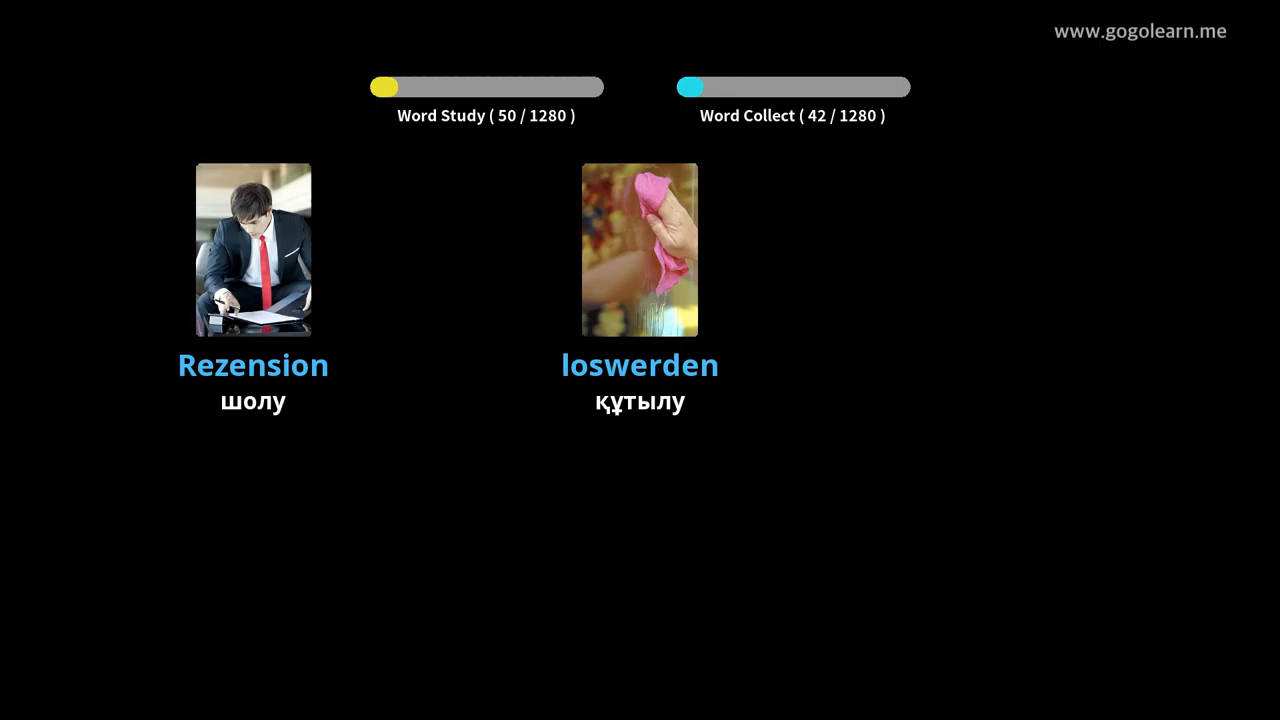 www.gogolearn.me
Word Study ( 50 / 1280 )
Word Collect ( 42 / 1280 )
Rezension
шолу
loswerden
құтылу